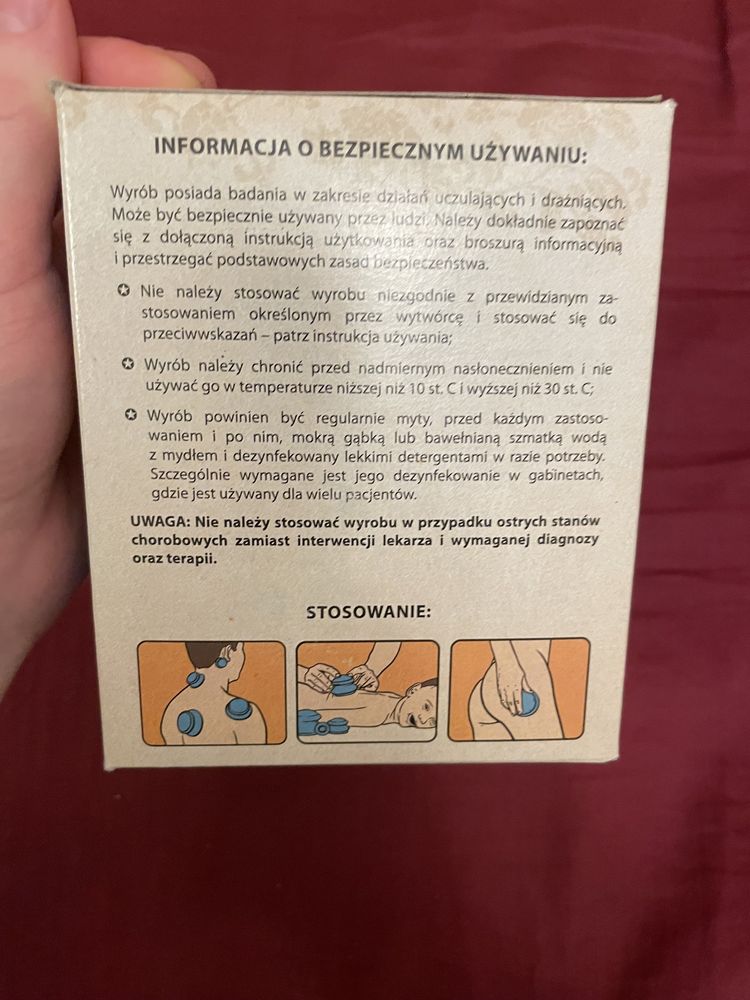 INFORMACJA O BEZPIECZNYM UŻYWANIU:
Wyrób posiada badania w zakresie działań uczulających i drażniących.
Może być bezpiecznie używany przez ludzi. Należy dokładnie zapoznać
się z dołączoną instrukcją użytkowania oraz broszurą informacyjną
i przestrzegać podstawowych zasad bezpieczeństwa.
✪ Nie należy stosować wyrobu niezgodnie z przewidzianym za-
stosowaniem określonym przez wytwórcę i stosować się do
przeciwwskazań – patrz instrukcja używania;
✪ Wyrób należy chronić przed nadmiernym nasłonecznieniem i nie
używać go w temperaturze niższej niż 10 st. C i wyższej niż 30 st. C;
✪ Wyrób powinien być regularnie myty, przed każdym zastoso-
waniem i po nim, mokrą gąbką lub bawełnianą szmatką wodą
z mydłem i dezynfekowany lekkimi detergentami w razie potrzeby.
Szczególnie wymagane jest jego dezynfekowanie w gabinetach,
gdzie jest używany dla wielu pacjentów.
UWAGA: Nie należy stosować wyrobu w przypadku ostrych stanów
chorobowych zamiast interwencji lekarza i wymaganej diagnozy
oraz terapii.
STOSOWANIE: